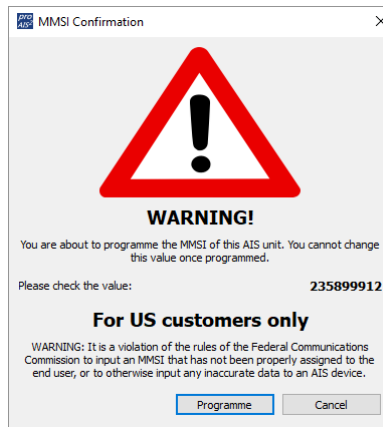 pro
AIS2
MMSI Confirmation
WARNING!
You are about to programme the MMSI of this AIS unit. You cannot change
this value once programmed.
Please check the value: 235899912
For US customers only
WARNING: It is a violation of the rules of the Federal Communications
Commission to input an MMSI that has not been properly assigned to the
end user, or to otherwise input any inaccurate data to an AIS device.
Programme Cancel